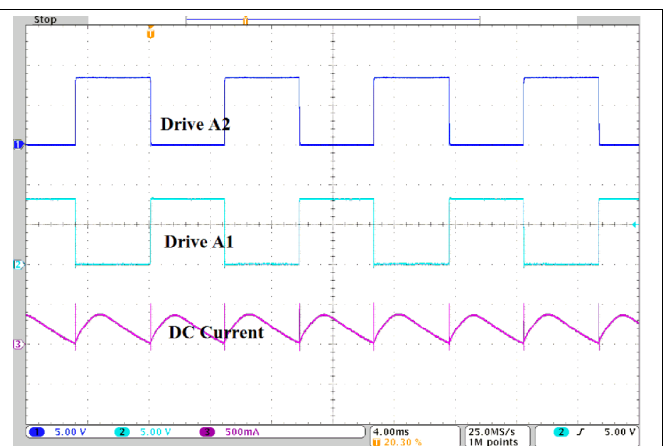 Stop
Drive A2
1
Drive A1
2
DC Current
3
1 5.00 V 2 5.00 V 3 500mA 4.00ms 25.0MS/s 2 5.00 V
20.30 % 1M points